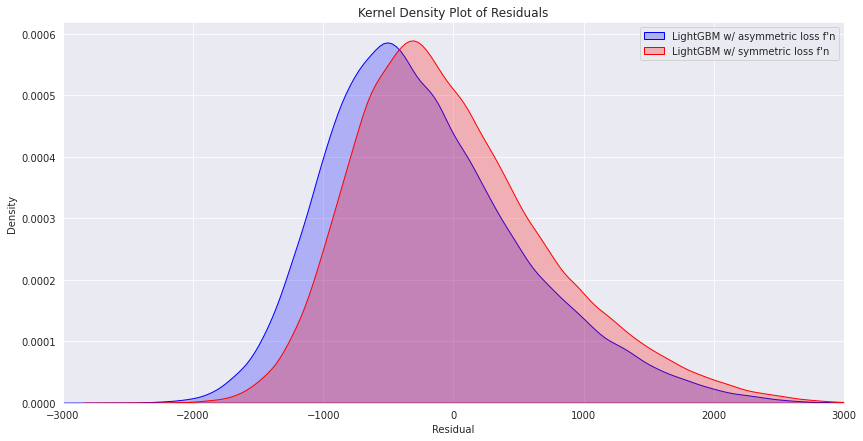 Kernel Density Plot of Residuals
LightGBM w/ asymmetric loss f'n
LightGBM w/ symmetric loss f'n
0.0006
0.0005
0.0004
0.0003
0.0002
0.0001
0.0000
Density
−3000 −2000 −1000 0 1000 2000 3000
Residual